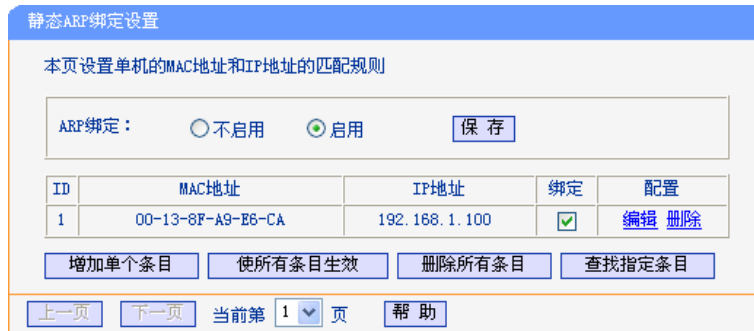 静态ARP绑定设置
本页设置单机的MAC地址和IP地址的匹配规则
ARP绑定： 不启用 启用 保 存
ID MAC地址 IP地址 绑定 配置
1 00-13-8F-A9-E6-CA 192.168.1.100 编辑 删除
增加单个条目 使所有条目生效 删除所有条目 查找指定条目
上一页 下一页 当前第 1 页 帮 助